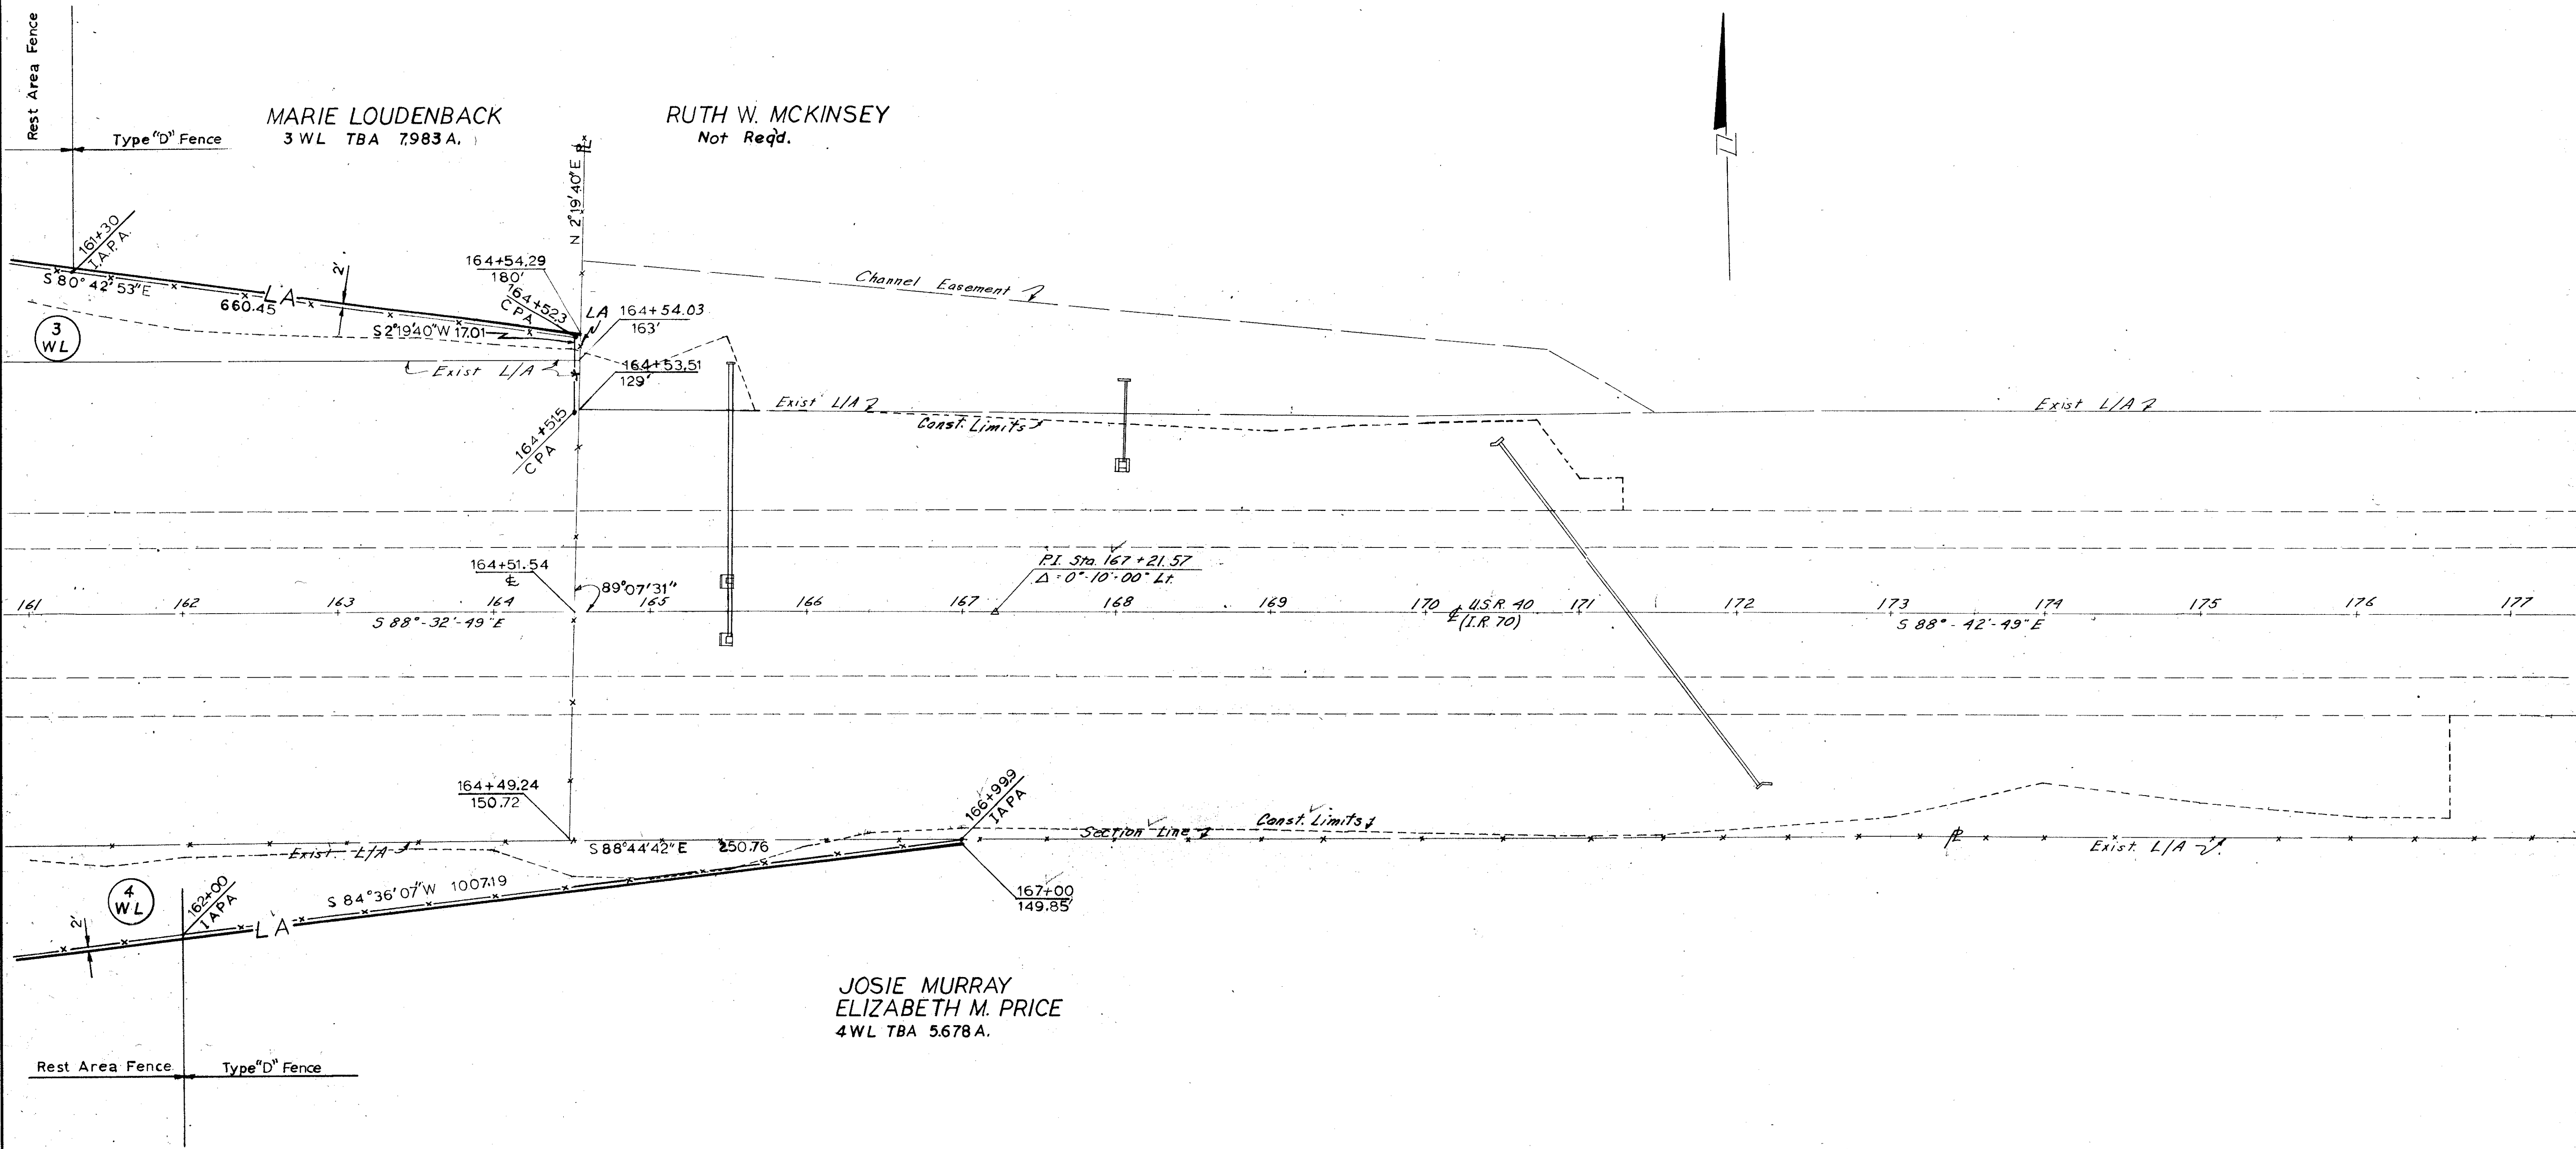 Rest Area Fence
Type "D" Fence
MARIE LOUDENBACK
3 WL TBA 7.983 A.
RUTH W. MCKINSEY
Not Req'd.
N 2°19'40" E
161+30
I.A.P.A.
S 80° 42' 53" E
660.45
LA
2'
3
WL
164+54.29
180'
164+52.3
CPA
LA
164+54.03
163'
S 2°19'40" W 17.01
Exist L/A
164+53.51
129'
164+51.5
CPA
Channel Easement
Exist L/A
Const. Limits
Exist L/A
N
164+51.54
℄
89°07'31"
P.I. Sta. 167+21.57
Δ = 0°-10'-00" Lt.
161 162 163 164 165 166 167 168 169 170 171 172 173 174 175 176 177
S 88°-32'-49" E
℄ U.S.R. 40
(I.R. 70)
S 88°-42'-49" E
164+49.24
150.72
166+99.9
IAPA
Exist. L/A
S 88°44'42" E 250.76
Section Line
Const. Limits
PL
Exist. L/A
167+00
149.85'
4
WL
162+00
IAPA
S 84°36'07" W 1007.19
LA
2'
JOSIE MURRAY
ELIZABETH M. PRICE
4 WL TBA 5.678 A.
Rest Area Fence
Type "D" Fence